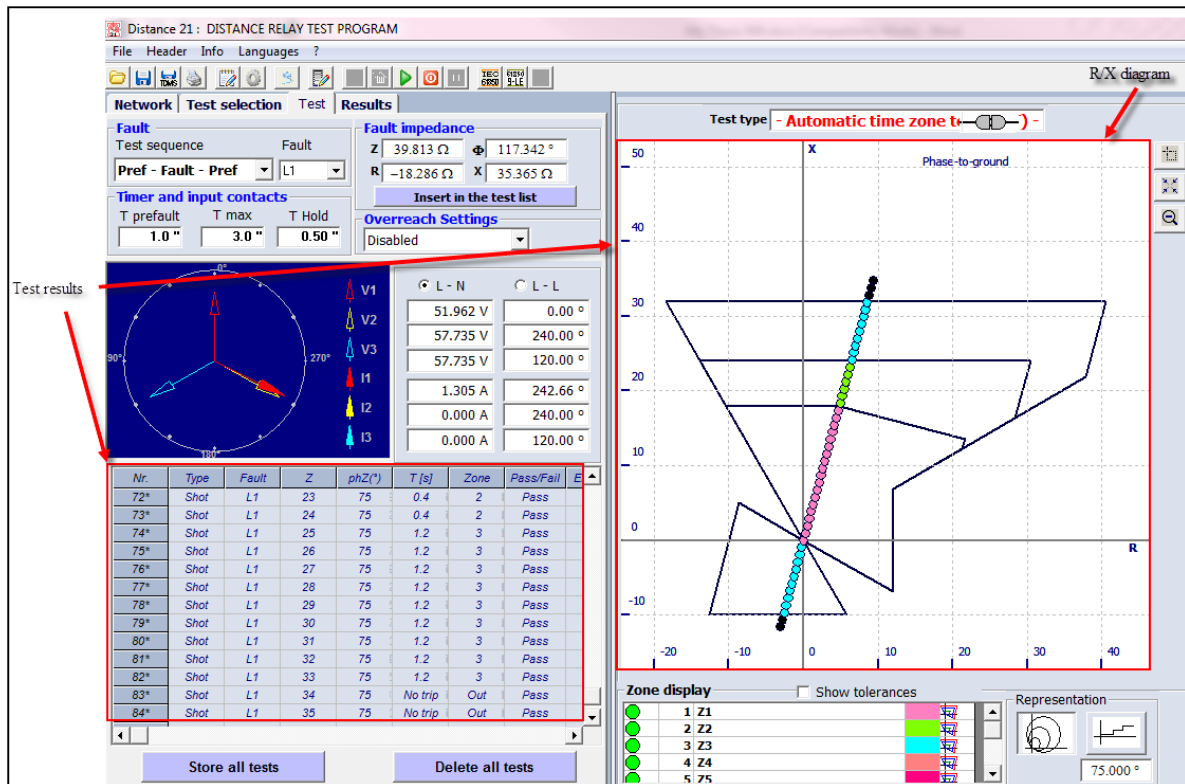 Distance 21 : DISTANCE RELAY TEST PROGRAM
File Header Info Languages ?
IEC 61850 9-LE
R/X diagram
Network Test selection Test Results
Fault
Test sequence Fault
Pref - Fault - Pref L1
Fault impedance
Z 39.813 Ω Φ 117.342 °
R -18.286 Ω X 35.365 Ω
Insert in the test list
Timer and input contacts
T prefault T max T Hold
1.0 " 3.0 " 0.50 "
Overreach Settings
Disabled
Test results
0°
90°
270°
180°
V1
V2
V3
I1
I2
I3
L - N L - L
51.962 V 0.00 °
57.735 V 240.00 °
57.735 V 120.00 °
1.305 A 242.66 °
0.000 A 240.00 °
0.000 A 120.00 °
Nr. Type Fault Z phZ(°) T [s] Zone Pass/Fail E
72* Shot L1 23 75 0.4 2 Pass
73* Shot L1 24 75 0.4 2 Pass
74* Shot L1 25 75 1.2 3 Pass
75* Shot L1 26 75 1.2 3 Pass
76* Shot L1 27 75 1.2 3 Pass
77* Shot L1 28 75 1.2 3 Pass
78* Shot L1 29 75 1.2 3 Pass
79* Shot L1 30 75 1.2 3 Pass
80* Shot L1 31 75 1.2 3 Pass
81* Shot L1 32 75 1.2 3 Pass
82* Shot L1 33 75 1.2 3 Pass
83* Shot L1 34 75 No trip Out Pass
84* Shot L1 35 75 No trip Out Pass
Store all tests Delete all tests
Test type - Automatic time zone t ) -
X
Phase-to-ground
50
40
30
20
10
0
-10
R
-20 -10 0 10 20 30 40
Zone display Show tolerances
1 Z1
2 Z2
3 Z3
4 Z4
5 Z5
Representation
75.000 °